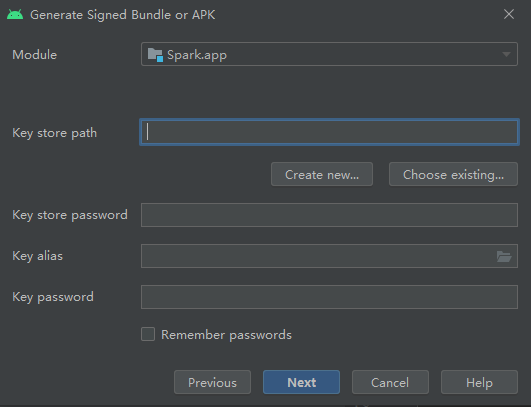 Generate Signed Bundle or APK
Module
Spark.app
Key store path
Create new...
Choose existing...
Key store password
Key alias
Key password
Remember passwords
Previous
Next
Cancel
Help